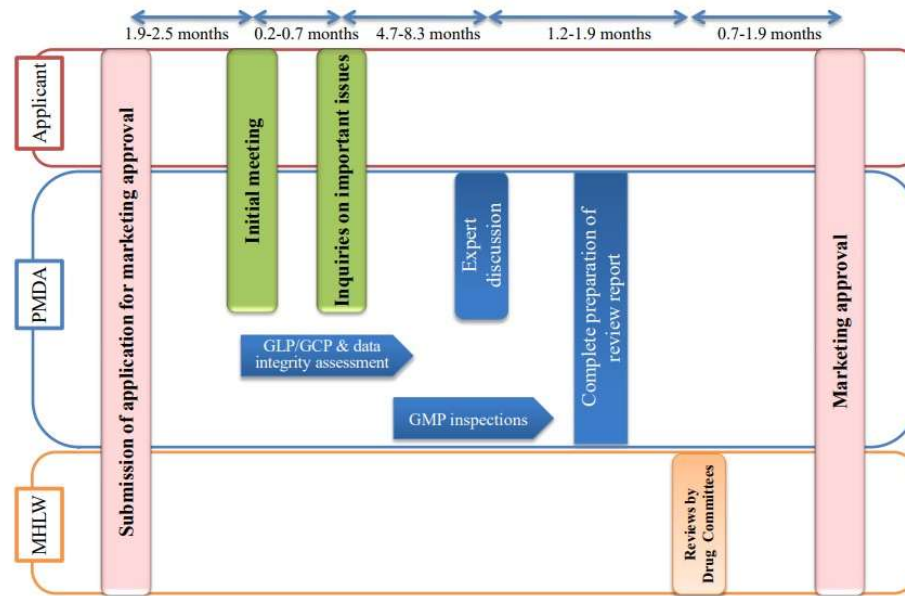 1.9-2.5 months
0.2-0.7 months
4.7-8.3 months
1.2-1.9 months
0.7-1.9 months
Applicant
PMDA
MHLW
Submission of application for marketing approval
Initial meeting
Inquiries on important issues
GLP/GCP & data
integrity assessment
GMP inspections
Expert
discussion
Complete preparation of
review report
Reviews by
Drug Committees
Marketing approval